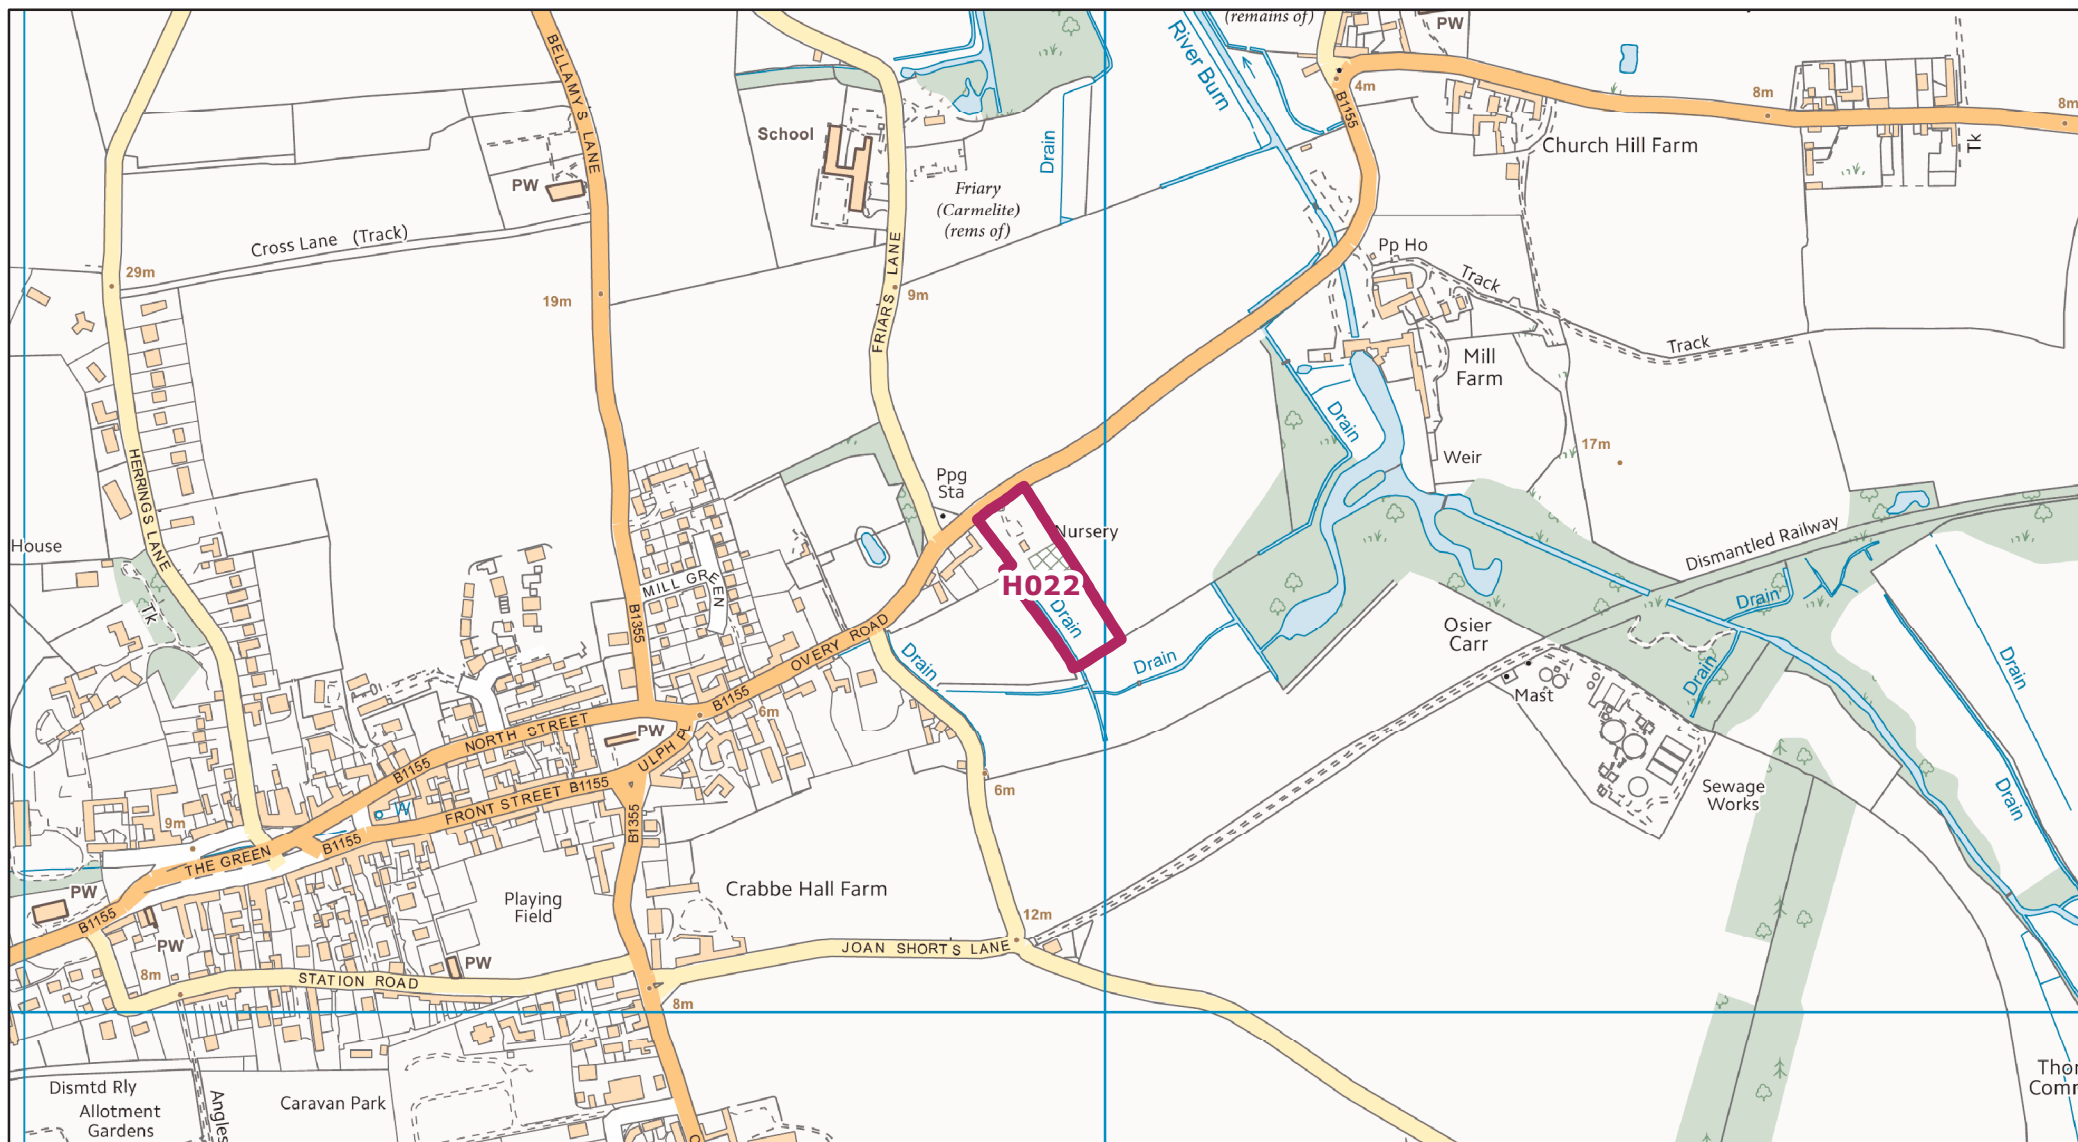 (remains of)
PW
BELLAMYS LANE
River Burn
4m
8m
8m
B1155
School
Drain
Church Hill Farm
Tk
PW
Friary
(Carmelite)
(rems of)
Cross Lane (Track)
29m
19m
FRIARS LANE
9m
Pp Ho
Track
Track
Mill
Farm
Drain
HERRINGS LANE
17m
Weir
Ppg
Sta
Nursery
House
Dismantled Railway
MILL GREEN
H022
Tk
B1355
Drain
Drain
OVERY ROAD
Drain
Drain
Osier
Carr
Drain
Drain
Mast
B1155
6m
NORTH STREET
PW
ULPH PL
B1155
FRONT STREET B1155
6m
Sewage
Works
Drain
W
9m
B1355
THE GREEN
B1155
PW
Playing
Field
Crabbe Hall Farm
B1155
PW
12m
JOAN SHORTS LANE
8m
PW
STATION ROAD
8m
Dismtd Rly
Allotment
Gardens
Angles
Caravan Park